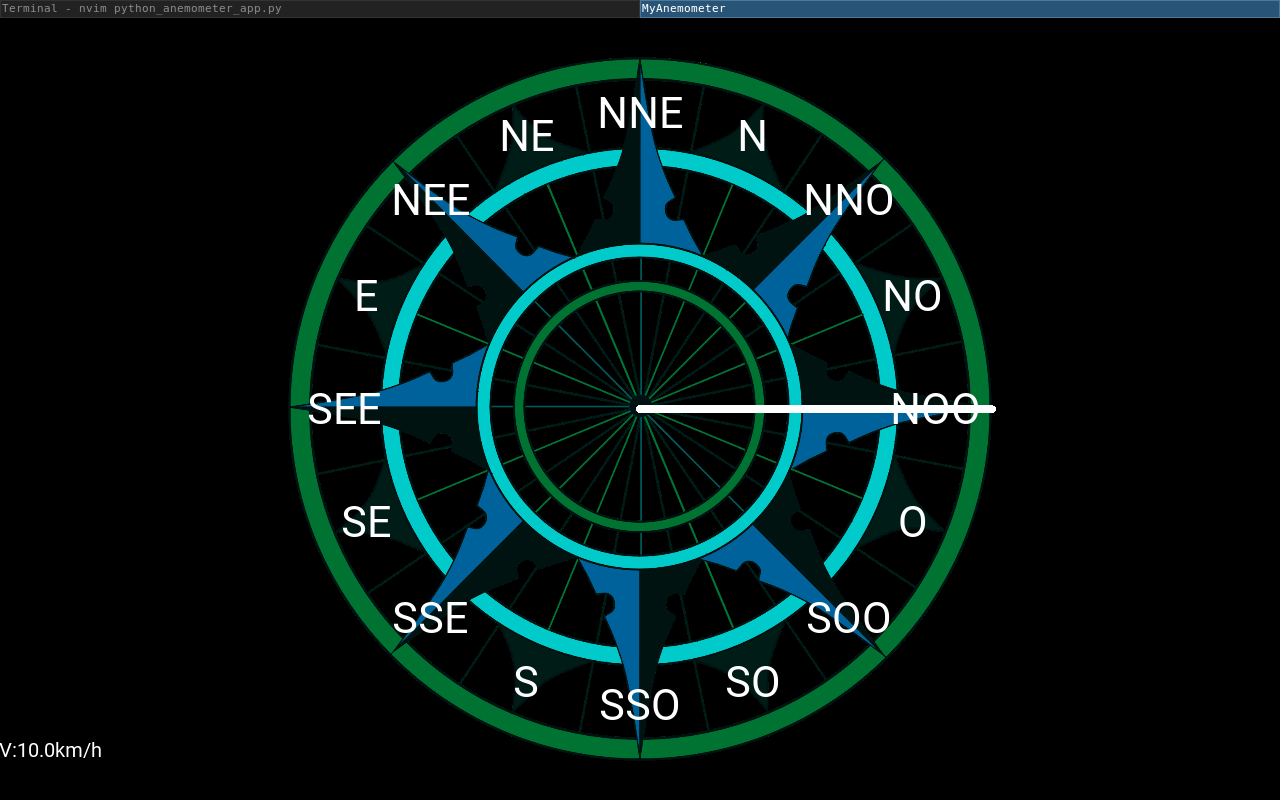 Terminal - nvim python_anemometer_app.py
MyAnemometer
NNE
NE
N
NEE
NNO
E
NO
SEE
NOO
SE
O
SSE
SOO
S
SO
SSO
V:10.0km/h